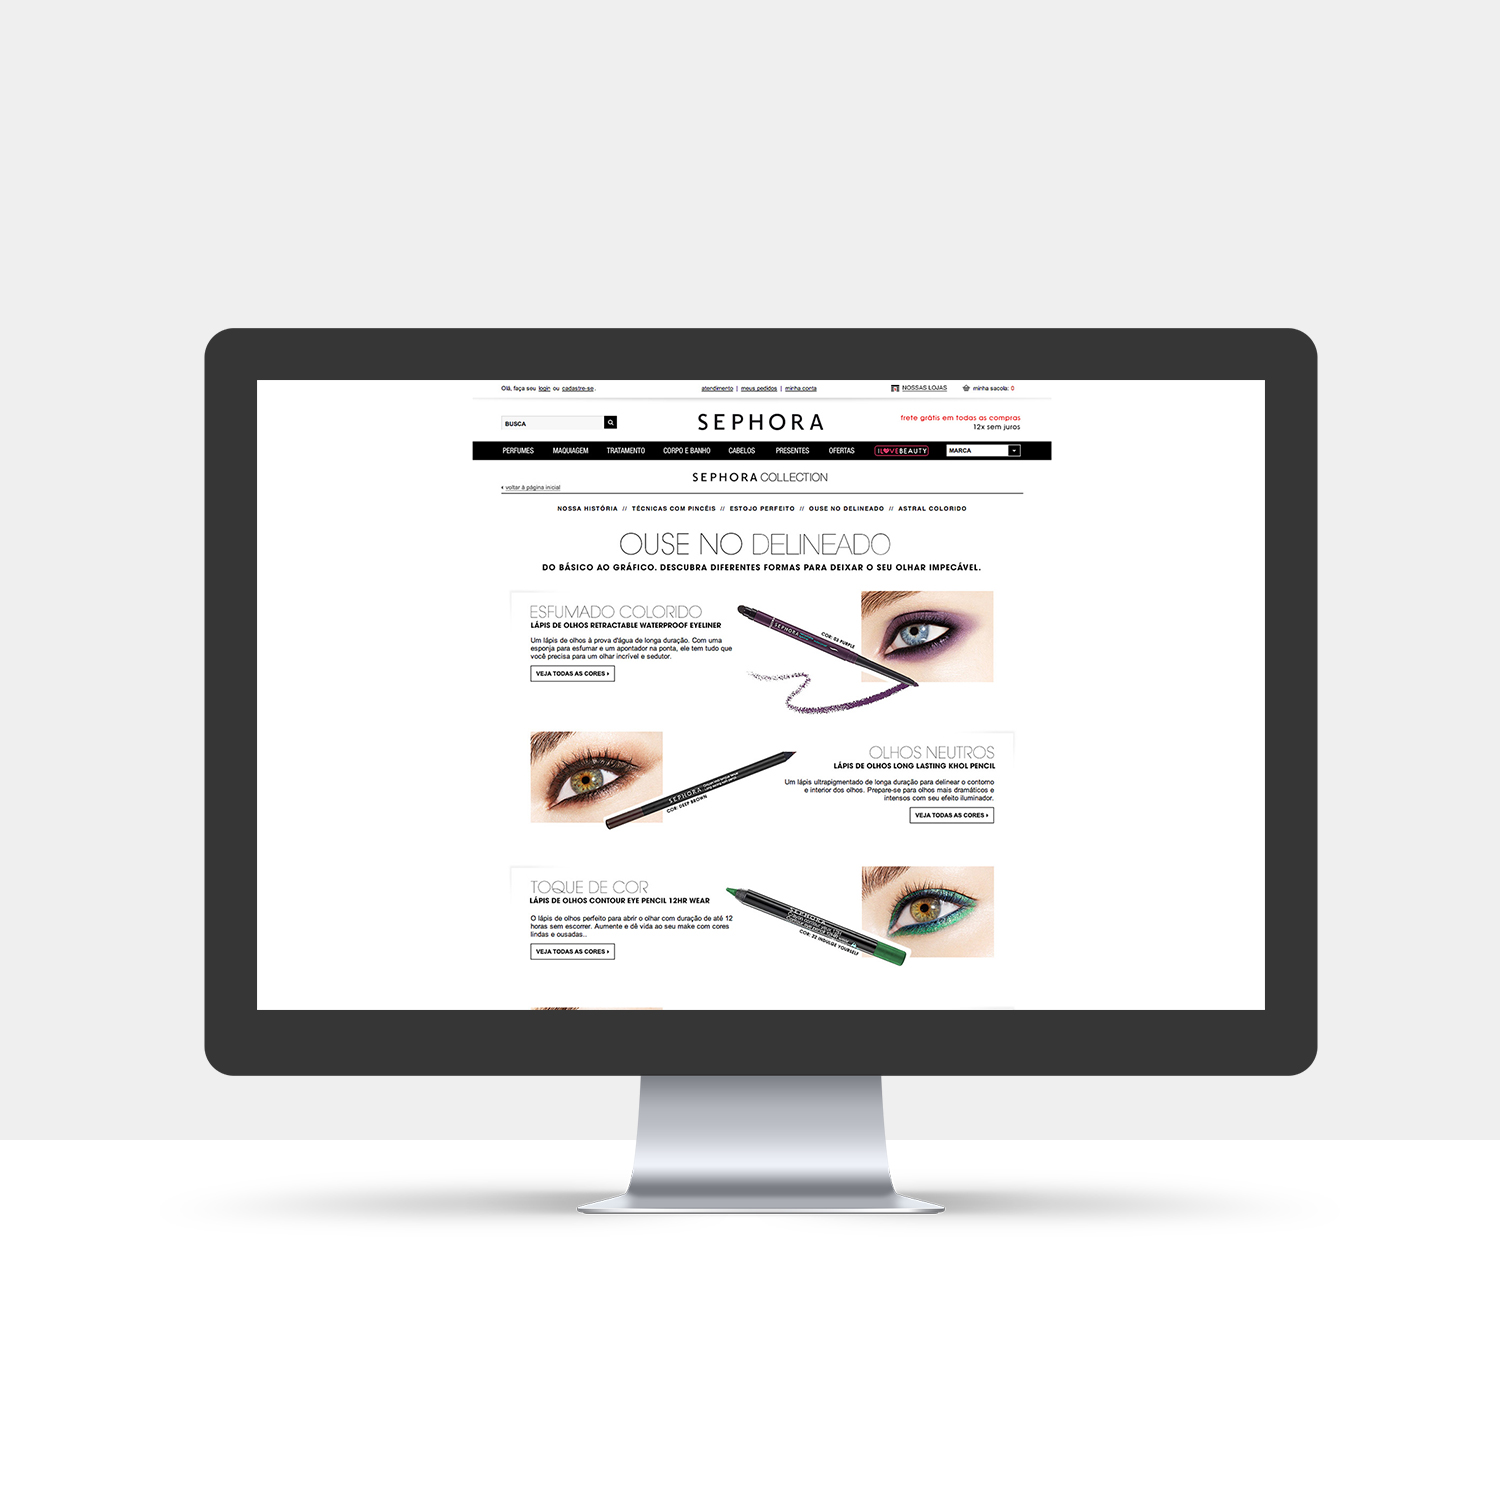 Olá, faça seu login ou cadastre-se.
atendimento | meus pedidos | minha conta
NOSSAS LOJAS
minha sacola: 0
BUSCA
SEPHORA
frete grátis em todas as compras
12x sem juros
PERFUMES MAQUIAGEM TRATAMENTO CORPO E BANHO CABELOS PRESENTES OFERTAS I LOVE BEAUTY MARCA
SEPHORA COLLECTION
voltar à página inicial
NOSSA HISTÓRIA // TÉCNICAS COM PINCÉIS // ESTOJO PERFEITO // OUSE NO DELINEADO // ASTRAL COLORIDO
OUSE NO DELINEADO
DO BÁSICO AO GRÁFICO. DESCUBRA DIFERENTES FORMAS PARA DEIXAR O SEU OLHAR IMPECÁVEL.
ESFUMADO COLORIDO
LÁPIS DE OLHOS RETRACTABLE WATERPROOF EYELINER
Um lápis de olhos à prova d'água de longa duração. Com uma
esponja para esfumar e um apontador na ponta, ele tem tudo que
você precisa para um olhar incrível e sedutor.
VEJA TODAS AS CORES
SEPHORA
COR: 53 PURPLE
OLHOS NEUTROS
LÁPIS DE OLHOS LONG LASTING KHOL PENCIL
Um lápis ultrapigmentado de longa duração para delinear o contorno
e interior dos olhos. Prepare-se para olhos mais dramáticos e
intensos com seu efeito iluminador.
VEJA TODAS AS CORES
SEPHORA
COR: DEEP BROWN
TOQUE DE COR
LÁPIS DE OLHOS CONTOUR EYE PENCIL 12HR WEAR
O lápis de olhos perfeito para abrir o olhar com duração de até 12
horas sem escorrer. Aumente e dê vida ao seu make com cores
lindas e ousadas..
VEJA TODAS AS CORES
SEPHORA
COR: 22 INDULGE YOURSELF